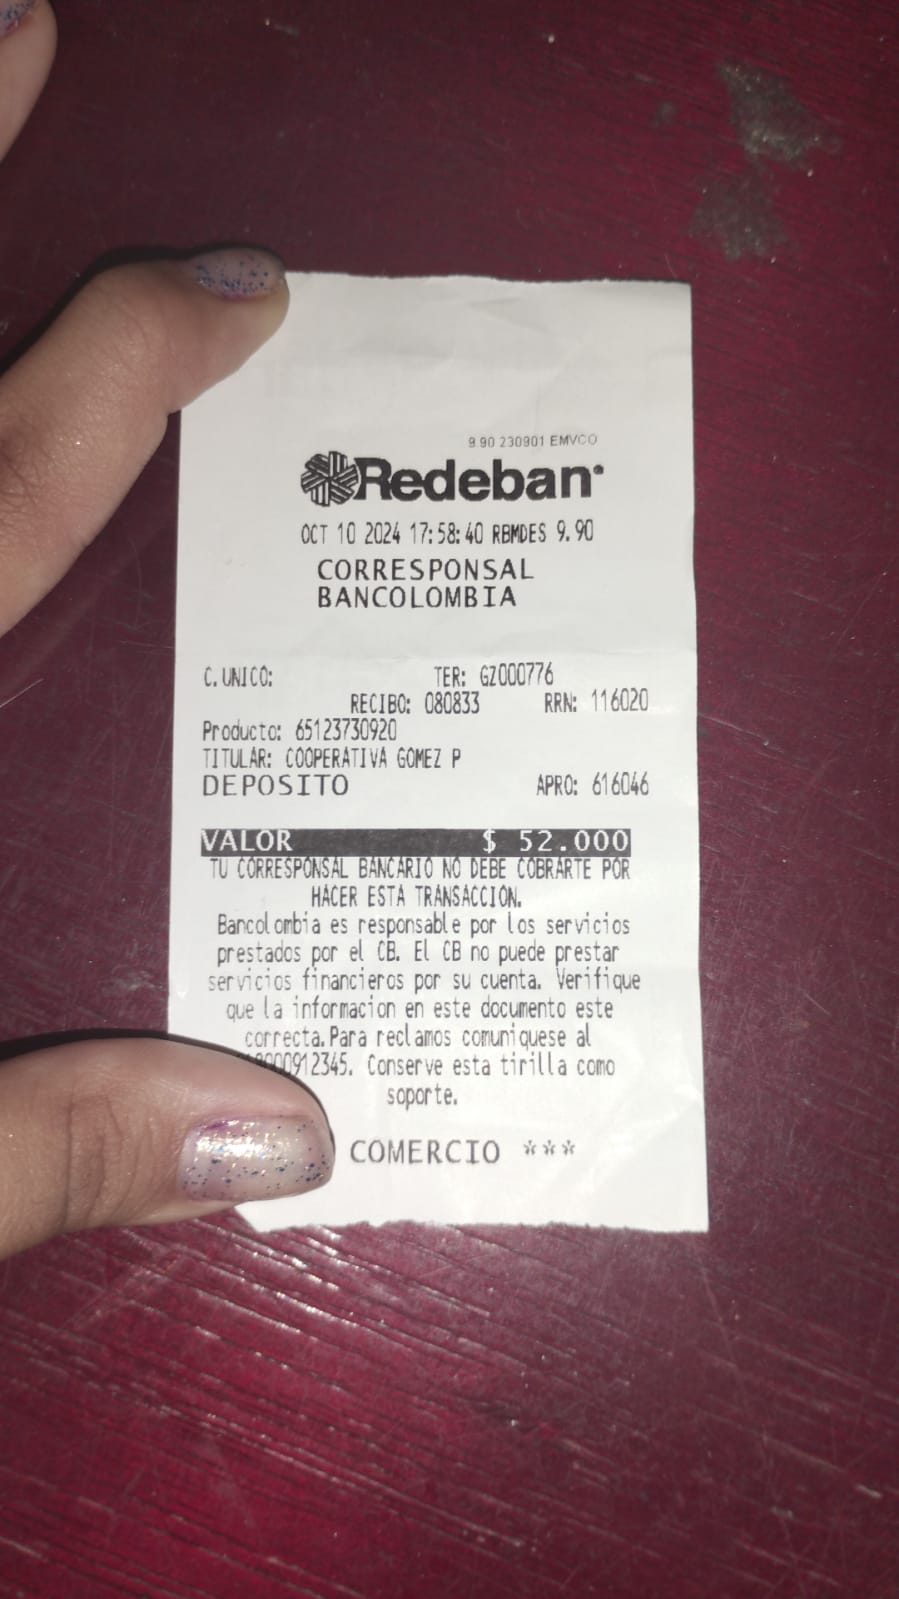 9.90 230901 EMVCO
Redeban
OCT 10 2024 17:58:40 RBMDES 9.90
CORRESPONSAL
BANCOLOMBIA
C. UNICO: TER: GZ000776
RECIBO: 080833 RRN: 116020
Producto: 65123730920
TITULAR: COOPERATIVA GOMEZ P
DEPOSITO APRO: 616046
VALOR $ 52.000
TU CORRESPONSAL BANCARIO NO DEBE COBRARTE POR
HACER ESTA TRANSACCION.
Bancolombia es responsable por los servicios
prestados por el CB. El CB no puede prestar
servicios financieros por su cuenta. Verifique
que la informacion en este documento este
correcta.Para reclamos comuniquese al
Conserve esta tirilla como
soporte.
COMERCIO ***